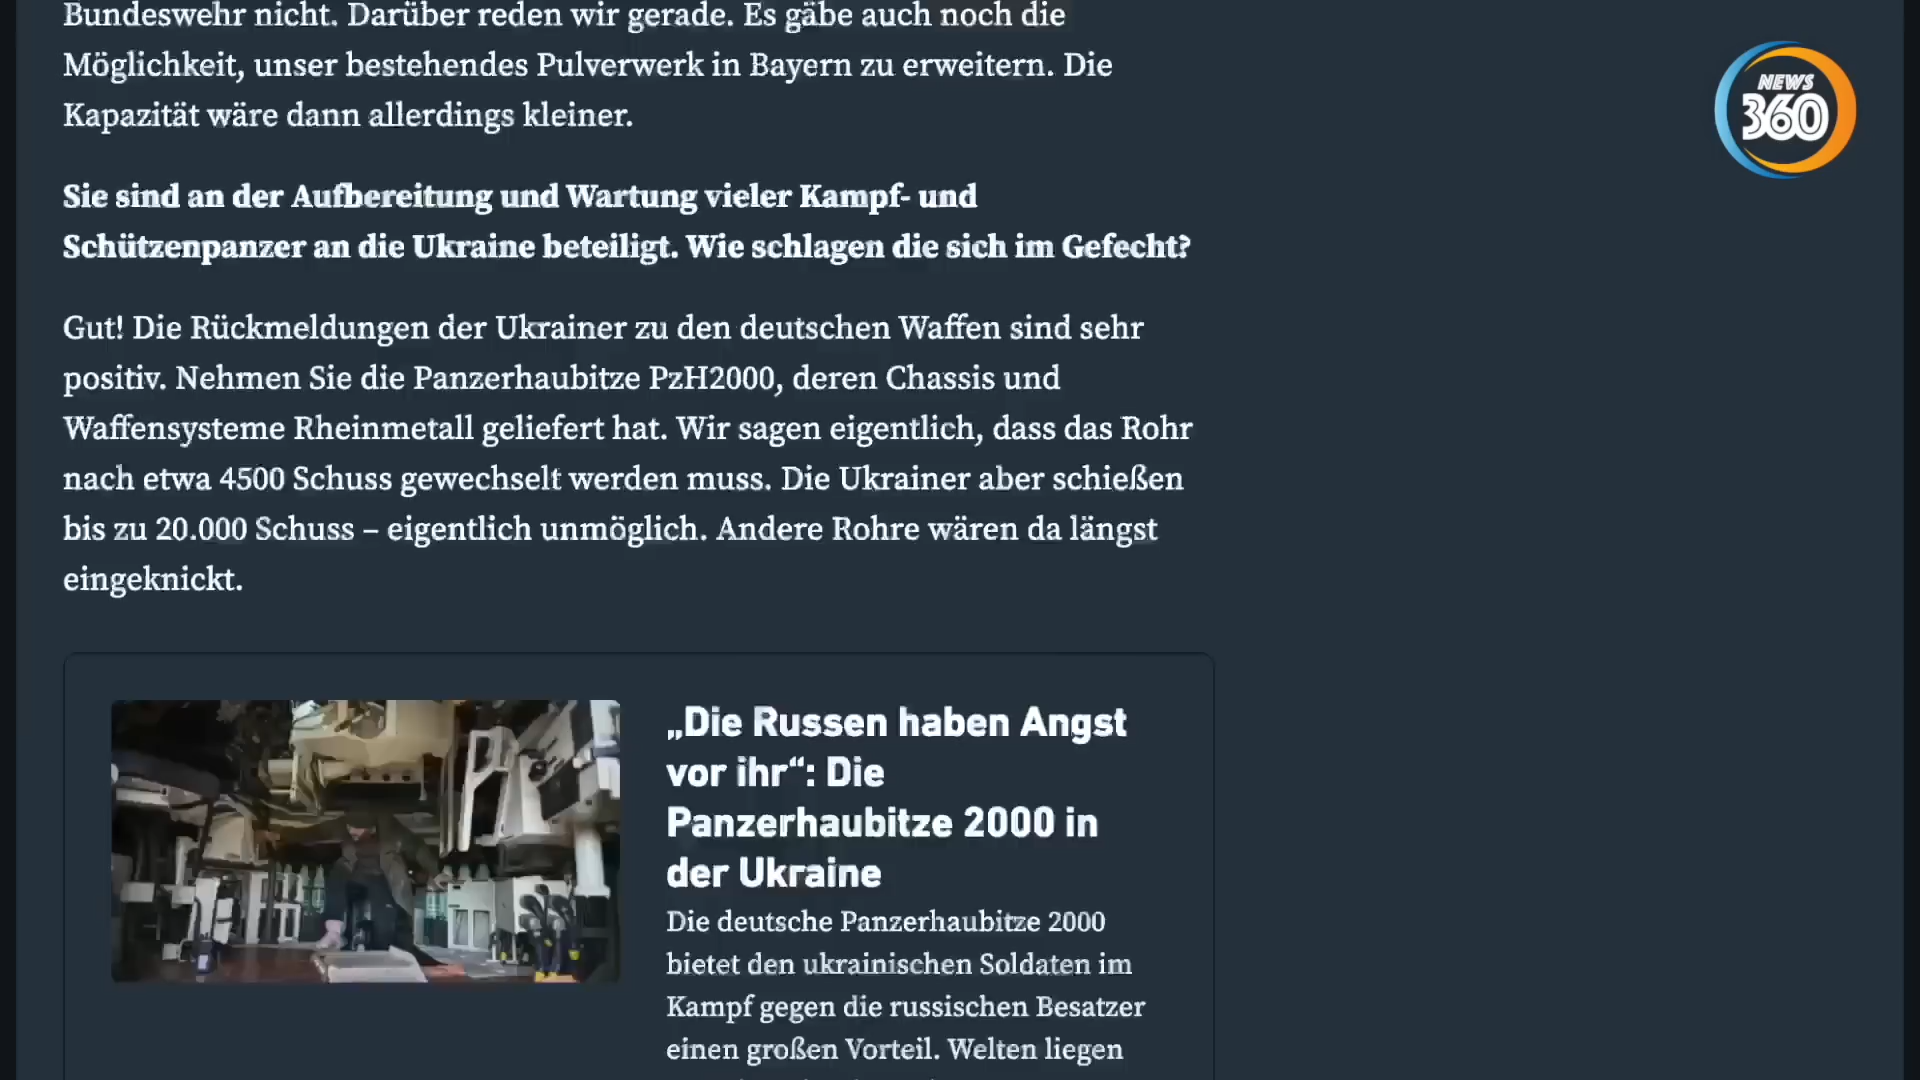 Bundeswehr nicht. Darüber reden wir gerade. Es gäbe auch noch die
Möglichkeit, unser bestehendes Pulverwerk in Bayern zu erweitern. Die
Kapazität wäre dann allerdings kleiner.
NEWS
360
Sie sind an der Aufbereitung und Wartung vieler Kampf- und
Schützenpanzer an die Ukraine beteiligt. Wie schlagen die sich im Gefecht?
Gut! Die Rückmeldungen der Ukrainer zu den deutschen Waffen sind sehr
positiv. Nehmen Sie die Panzerhaubitze PzH2000, deren Chassis und
Waffensysteme Rheinmetall geliefert hat. Wir sagen eigentlich, dass das Rohr
nach etwa 4500 Schuss gewechselt werden muss. Die Ukrainer aber schießen
bis zu 20.000 Schuss – eigentlich unmöglich. Andere Rohre wären da längst
eingeknickt.
„Die Russen haben Angst
vor ihr“: Die
Panzerhaubitze 2000 in
der Ukraine
Die deutsche Panzerhaubitze 2000
bietet den ukrainischen Soldaten im
Kampf gegen die russischen Besatzer
einen großen Vorteil. Welten liegen